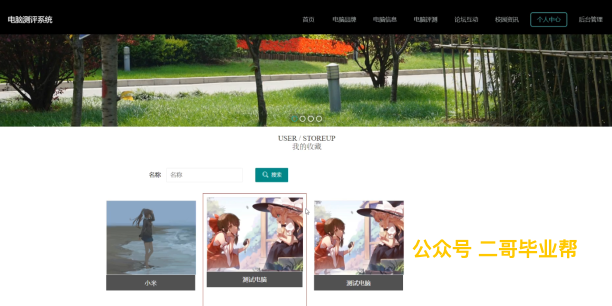 电脑测评系统
首页 电脑品牌 电脑信息 电脑评测 论坛互动 校园资讯 个人中心 后台管理
USER / STOREUP
我的收藏
名称 名称 搜索
公众号 二哥毕业帮
小米 测试电脑 测试电脑